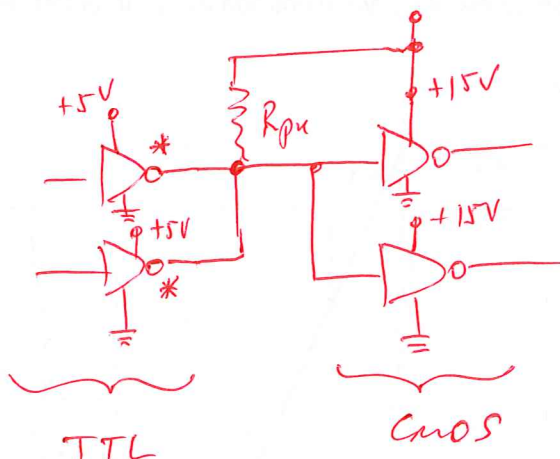 +5V
*
Rpu
+15V
+5V
*
+15V
TTL
CMOS